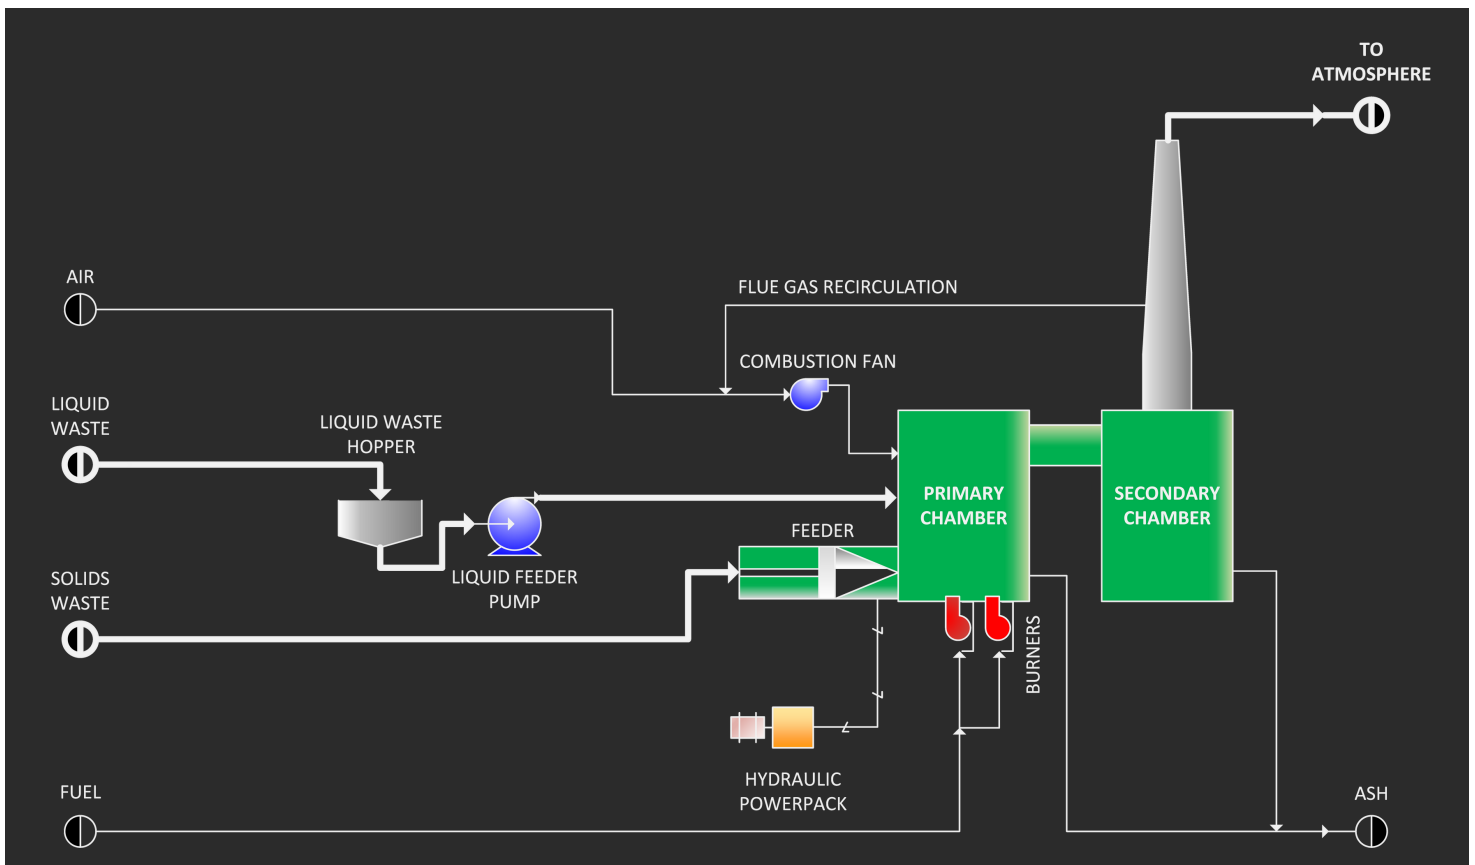 TO
ATMOSPHERE
AIR
FLUE GAS RECIRCULATION
COMBUSTION FAN
LIQUID
WASTE
LIQUID WASTE
HOPPER
PRIMARY
CHAMBER
SECONDARY
CHAMBER
FEEDER
SOLIDS
WASTE
LIQUID FEEDER
PUMP
BURNERS
HYDRAULIC
POWERPACK
FUEL
ASH